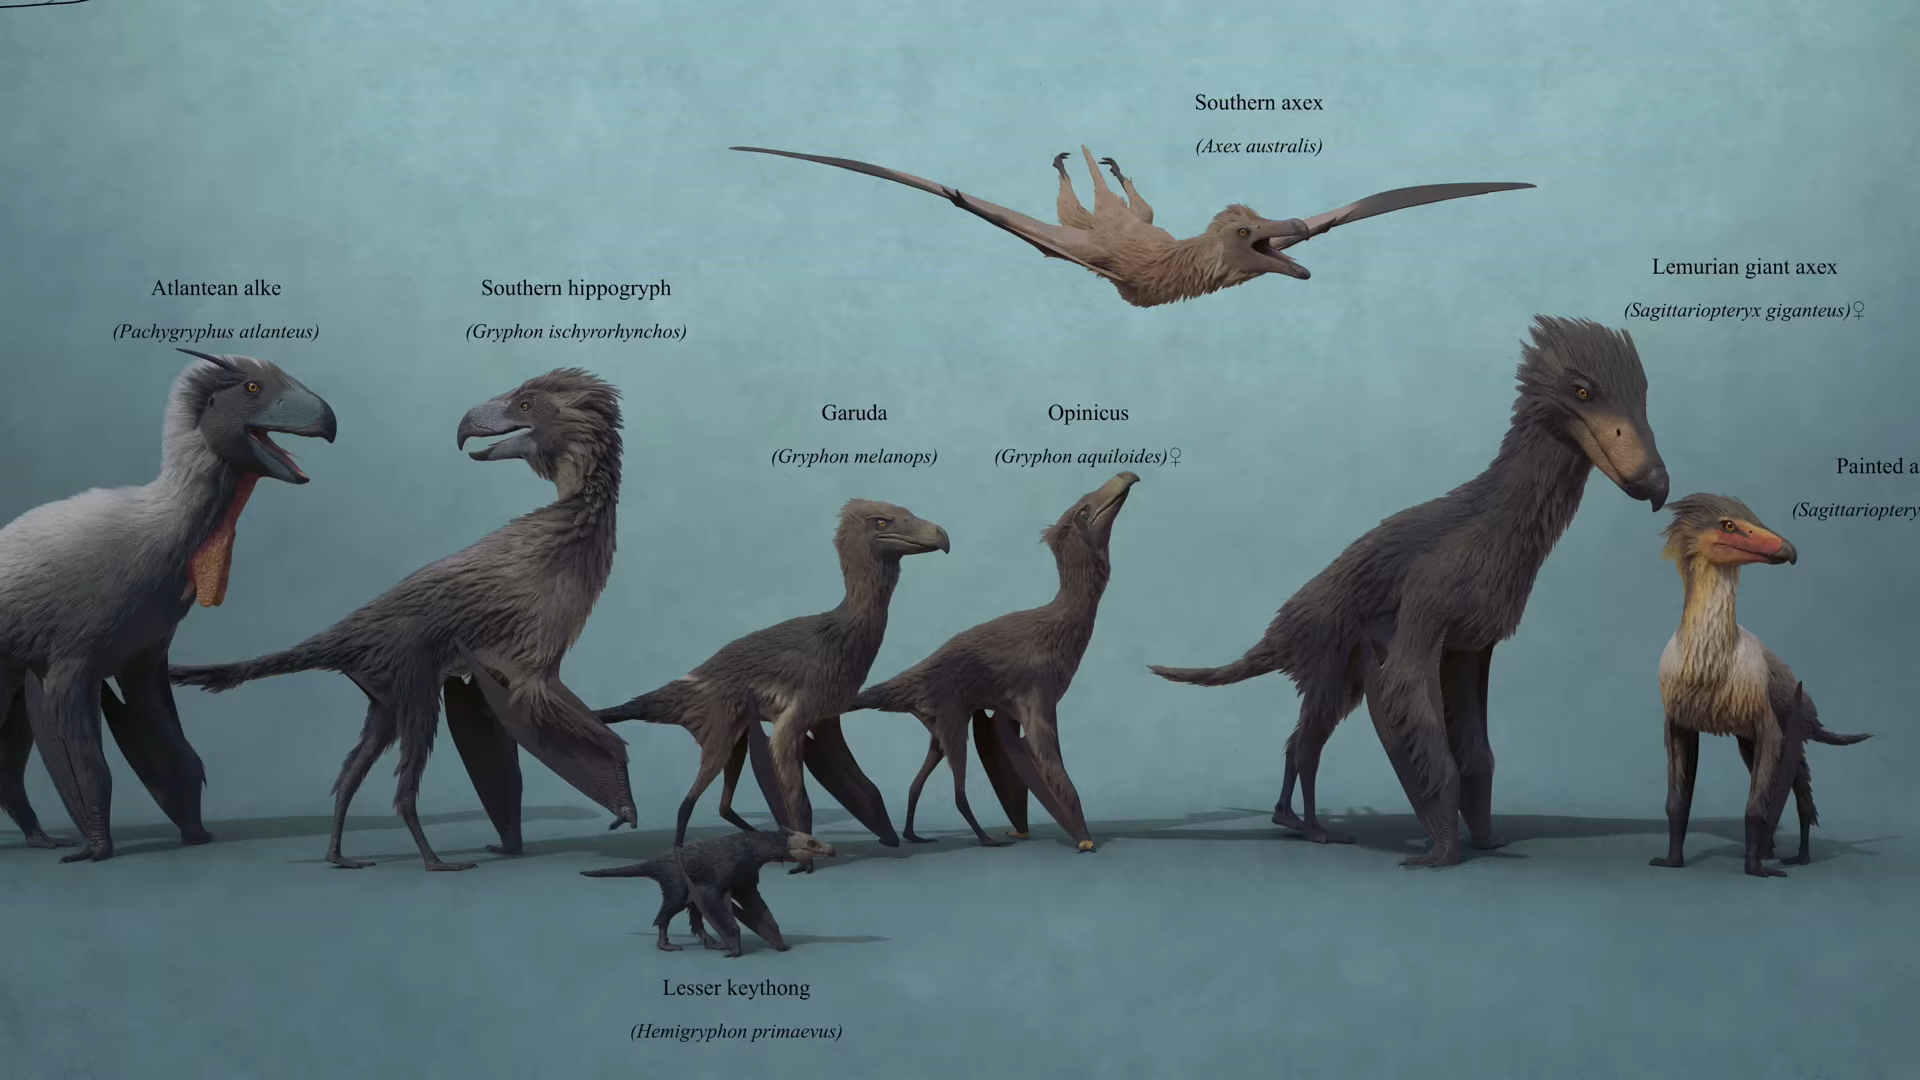 Southern axex
(Axex australis)
Lemurian giant axex
(Sagittariopteryx giganteus)♀
Atlantean alke
(Pachygryphus atlanteus)
Southern hippogryph
(Gryphon ischyrorhynchos)
Garuda
(Gryphon melanops)
Opinicus
(Gryphon aquiloides)♀
Painted a
(Sagittarioptery
Lesser keythong
(Hemigryphon primaevus)